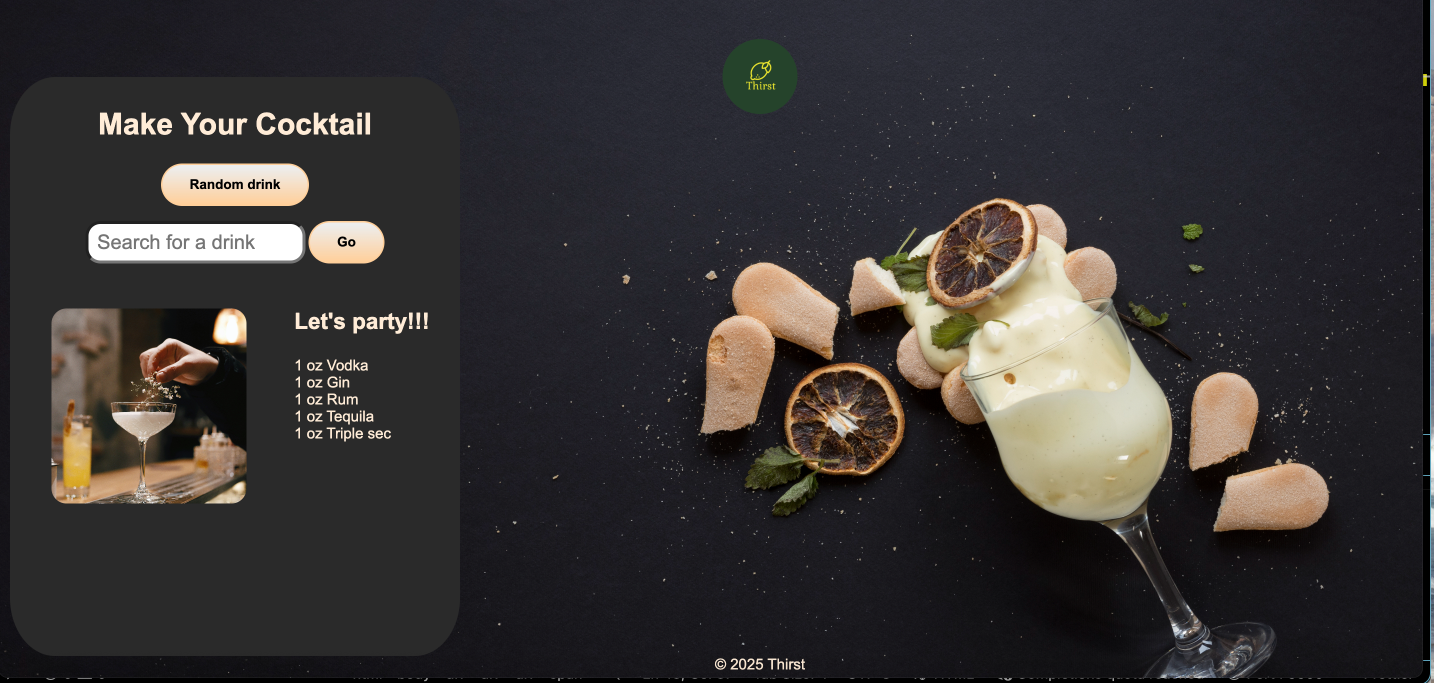 Thirst
Make Your Cocktail
Random drink
Search for a drink
Go
Let's party!!!
1 oz Vodka
1 oz Gin
1 oz Rum
1 oz Tequila
1 oz Triple sec
© 2025 Thirst